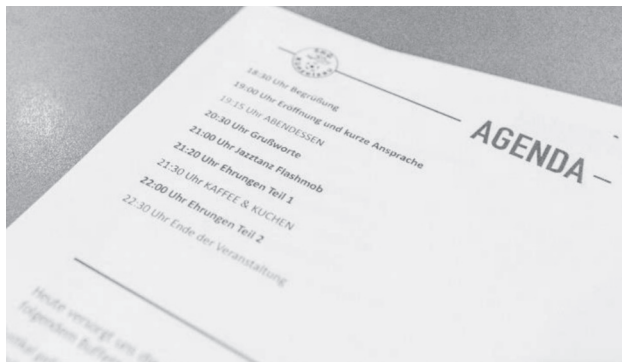 AGENDA
18:30 Uhr Begrüßung
19:00 Uhr Eröffnung und kurze Ansprache
19:15 Uhr ABENDESSEN
20:30 Uhr Grußworte
21:00 Uhr Jazztanz Flashmob
21:20 Uhr Ehrungen Teil 1
21:30 Uhr KAFFEE & KUCHEN
22:00 Uhr Ehrungen Teil 2
22:30 Uhr Ende der Veranstaltung
Heute versorgt uns
folgendem